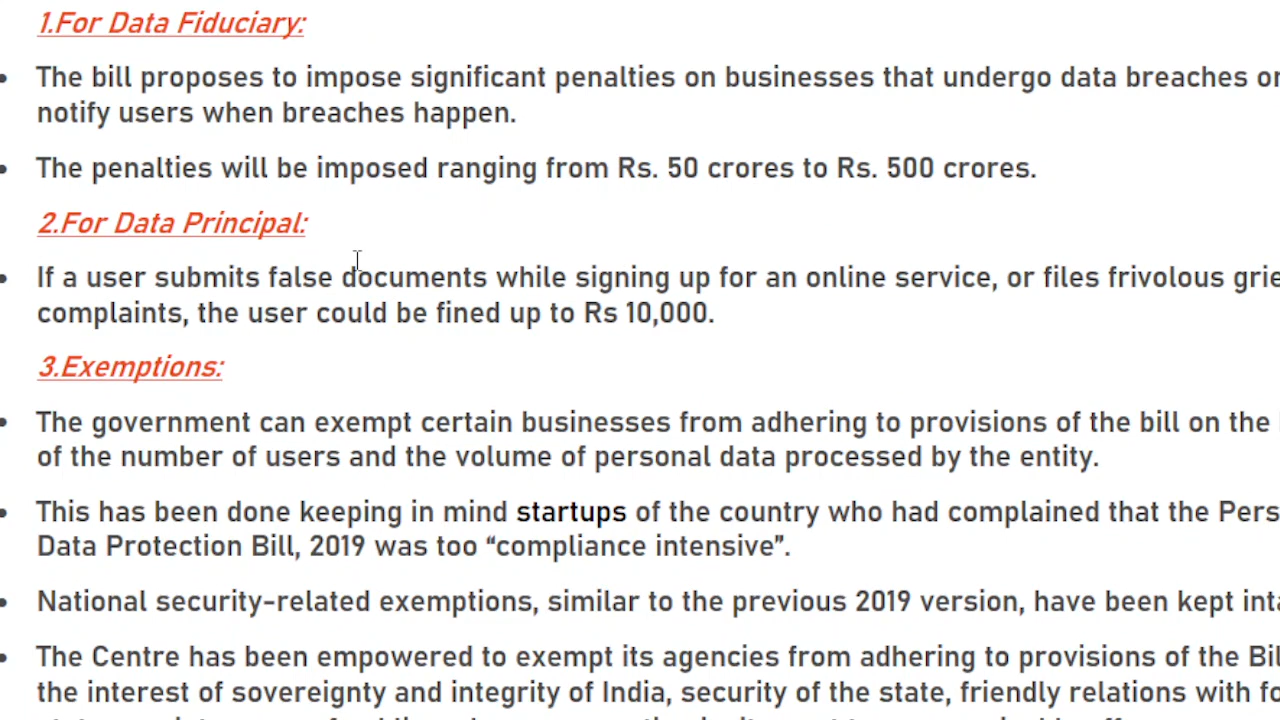 1.For Data Fiduciary:
• The bill proposes to impose significant penalties on businesses that undergo data breaches or
notify users when breaches happen.
• The penalties will be imposed ranging from Rs. 50 crores to Rs. 500 crores.
2.For Data Principal:
• If a user submits false documents while signing up for an online service, or files frivolous
complaints, the user could be fined up to Rs 10,000.
3.Exemptions:
• The government can exempt certain businesses from adhering to provisions of the bill on the
of the number of users and the volume of personal data processed by the entity.
• This has been done keeping in mind startups of the country who had complained that the
Data Protection Bill, 2019 was too “compliance intensive”.
• National security-related exemptions, similar to the previous 2019 version, have been kept
• The Centre has been empowered to exempt its agencies from adhering to provisions of the
the interest of sovereignty and integrity of India, security of the state, friendly relations with